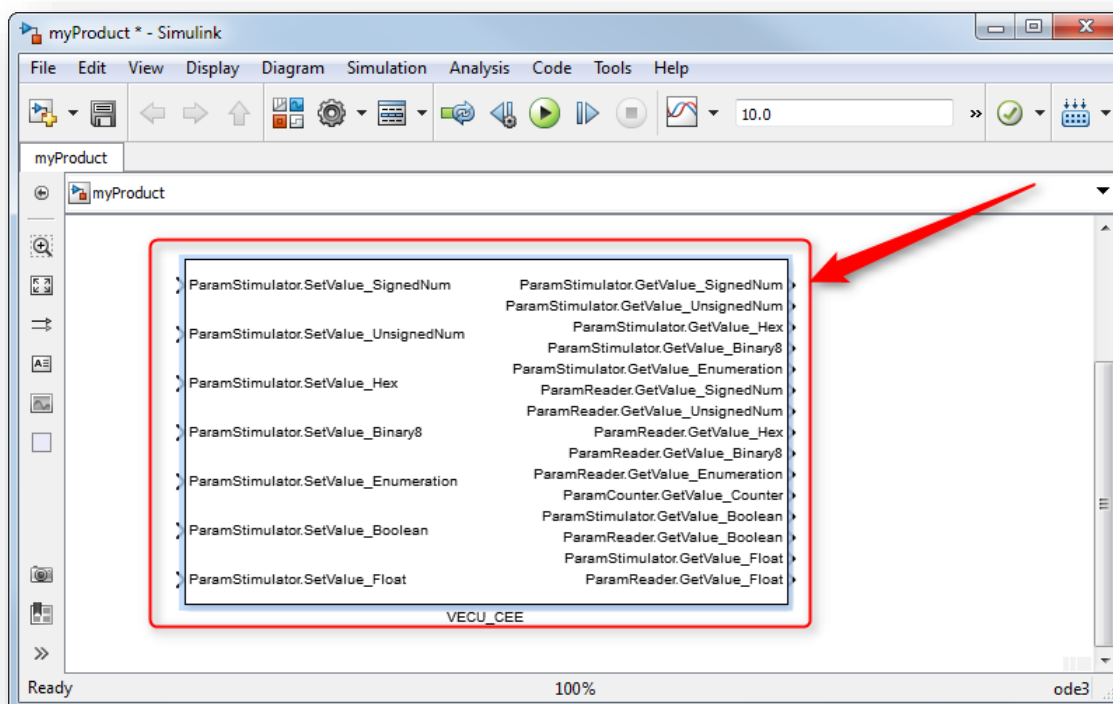 myProduct * - Simulink
File Edit View Display Diagram Simulation Analysis Code Tools Help
10.0
»
myProduct
myProduct
ParamStimulator.SetValue_SignedNum
ParamStimulator.SetValue_UnsignedNum
ParamStimulator.SetValue_Hex
ParamStimulator.SetValue_Binary8
ParamStimulator.SetValue_Enumeration
ParamStimulator.SetValue_Boolean
ParamStimulator.SetValue_Float
ParamStimulator.GetValue_SignedNum
ParamStimulator.GetValue_UnsignedNum
ParamStimulator.GetValue_Hex
ParamStimulator.GetValue_Binary8
ParamStimulator.GetValue_Enumeration
ParamReader.GetValue_SignedNum
ParamReader.GetValue_UnsignedNum
ParamReader.GetValue_Hex
ParamReader.GetValue_Binary8
ParamReader.GetValue_Enumeration
ParamCounter.GetValue_Counter
ParamStimulator.GetValue_Boolean
ParamReader.GetValue_Boolean
ParamStimulator.GetValue_Float
ParamReader.GetValue_Float
VECU_CEE
Ready 100% ode3